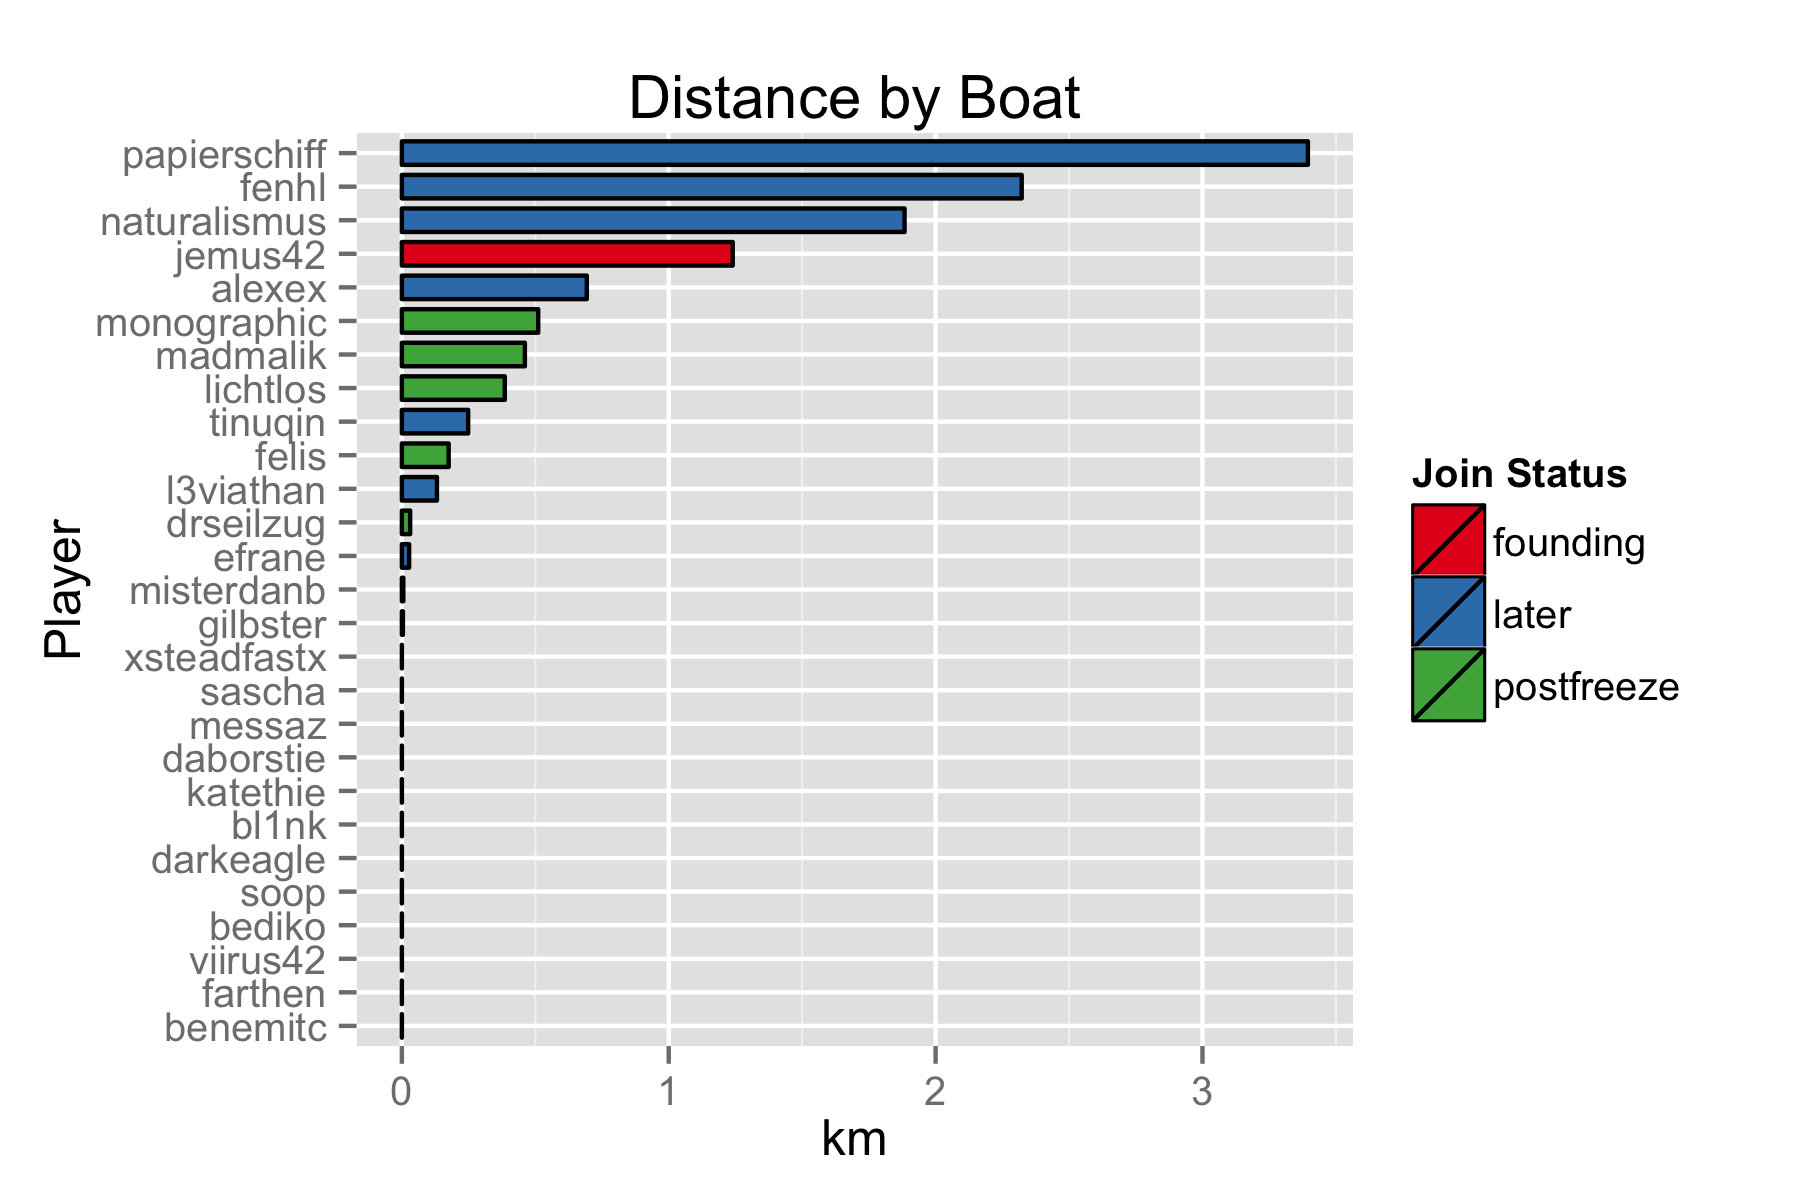 Distance by Boat
papierschiff
fenhl
naturalismus
jemus42
alexex
monographic
madmalik
lichtlos
tinuqin
felis
l3viathan
drseilzug
efrane
misterdanb
gilbster
xsteadfastx
sascha
messaz
daborstie
katethie
bl1nk
darkeagle
soop
bediko
viirus42
farthen
benemitc
Player
0 1 2 3
km
Join Status
founding
later
postfreeze